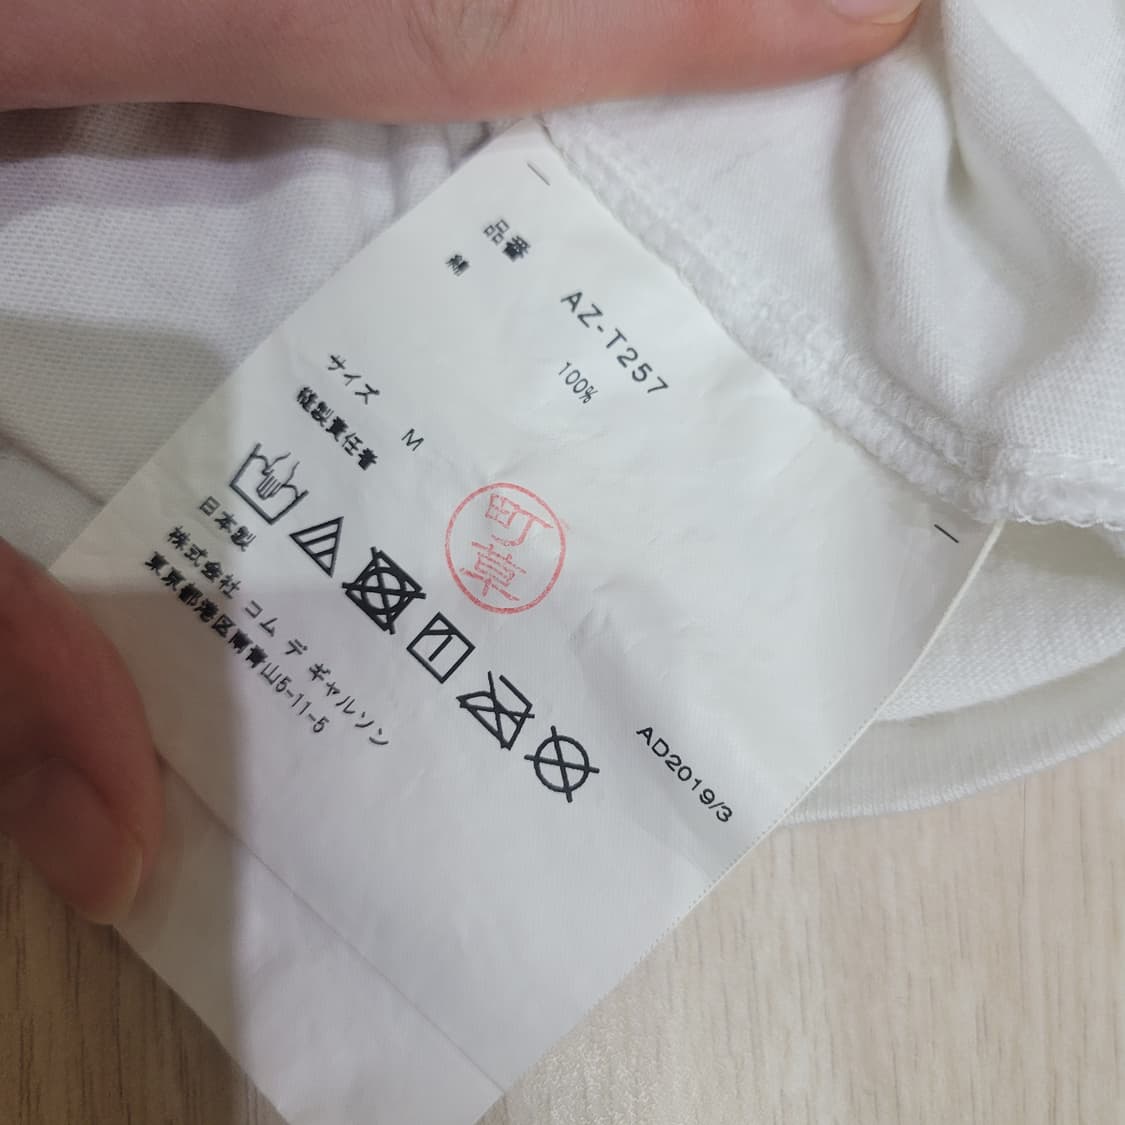 品番 AZ-T257
綿 100%
サイズ M
縫製責任者
町草
日本製
株式会社 コム デ ギャルソン
東京都港区南青山5-11-5
AD2019/3